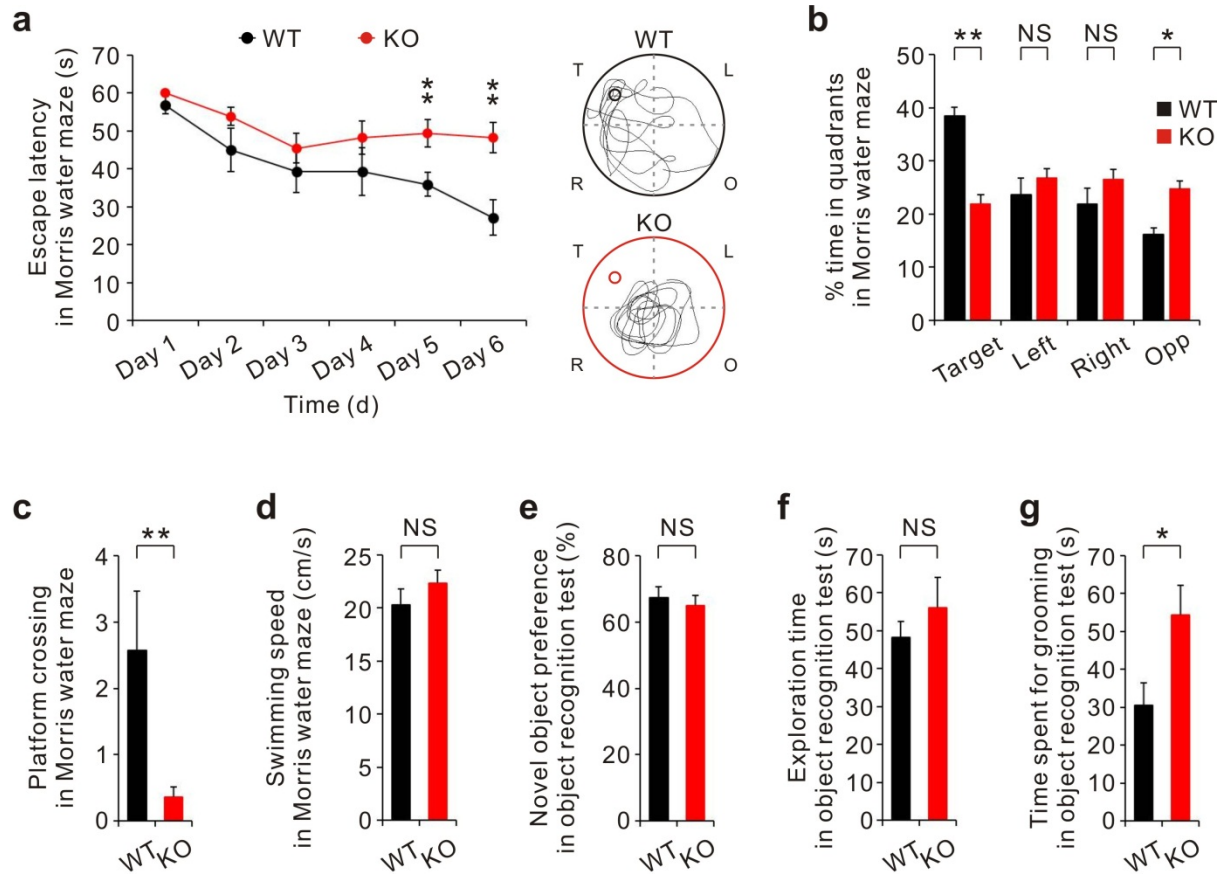 a
WT KO
Escape latency
in Morris water maze (s)
70
60
50
40
30
20
10
0
** **
Day 1 Day 2 Day 3 Day 4 Day 5 Day 6
Time (d)
WT
T L
R O
KO
T L
R O
b
% time in quadrants
in Morris water maze
50
40
30
20
10
0
** NS NS *
WT
KO
Target Left Right Opp
c
Platform crossing
in Morris water maze
4
3
2
1
0
**
WT KO
d
Swimming speed
in Morris water maze (cm/s)
25
20
15
10
5
0
NS
WT KO
e
Novel object preference
in object recognition test (%)
80
60
40
20
0
NS
WT KO
f
Exploration time
in object recognition test (s)
70
60
50
40
30
20
10
0
NS
WT KO
g
Time spent for grooming
in object recognition test (s)
70
60
50
40
30
20
10
0
*
WT KO